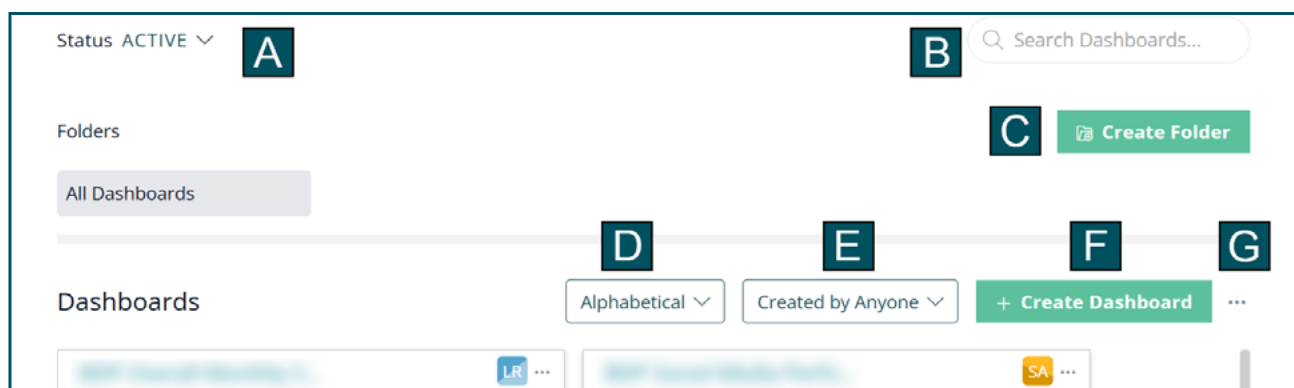 Status ACTIVE
A
B
Search Dashboards...
Folders
C
Create Folder
All Dashboards
D
E
F
G
Dashboards
Alphabetical
Created by Anyone
+ Create Dashboard
...
LR ...
SA ...